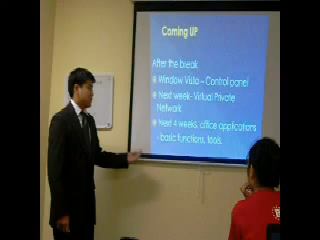 Coming UP
After the break
Window Vista – Control panel
Next week- Virtual Private
Network
Next 4 weeks, office applications
- basic functions, tools.